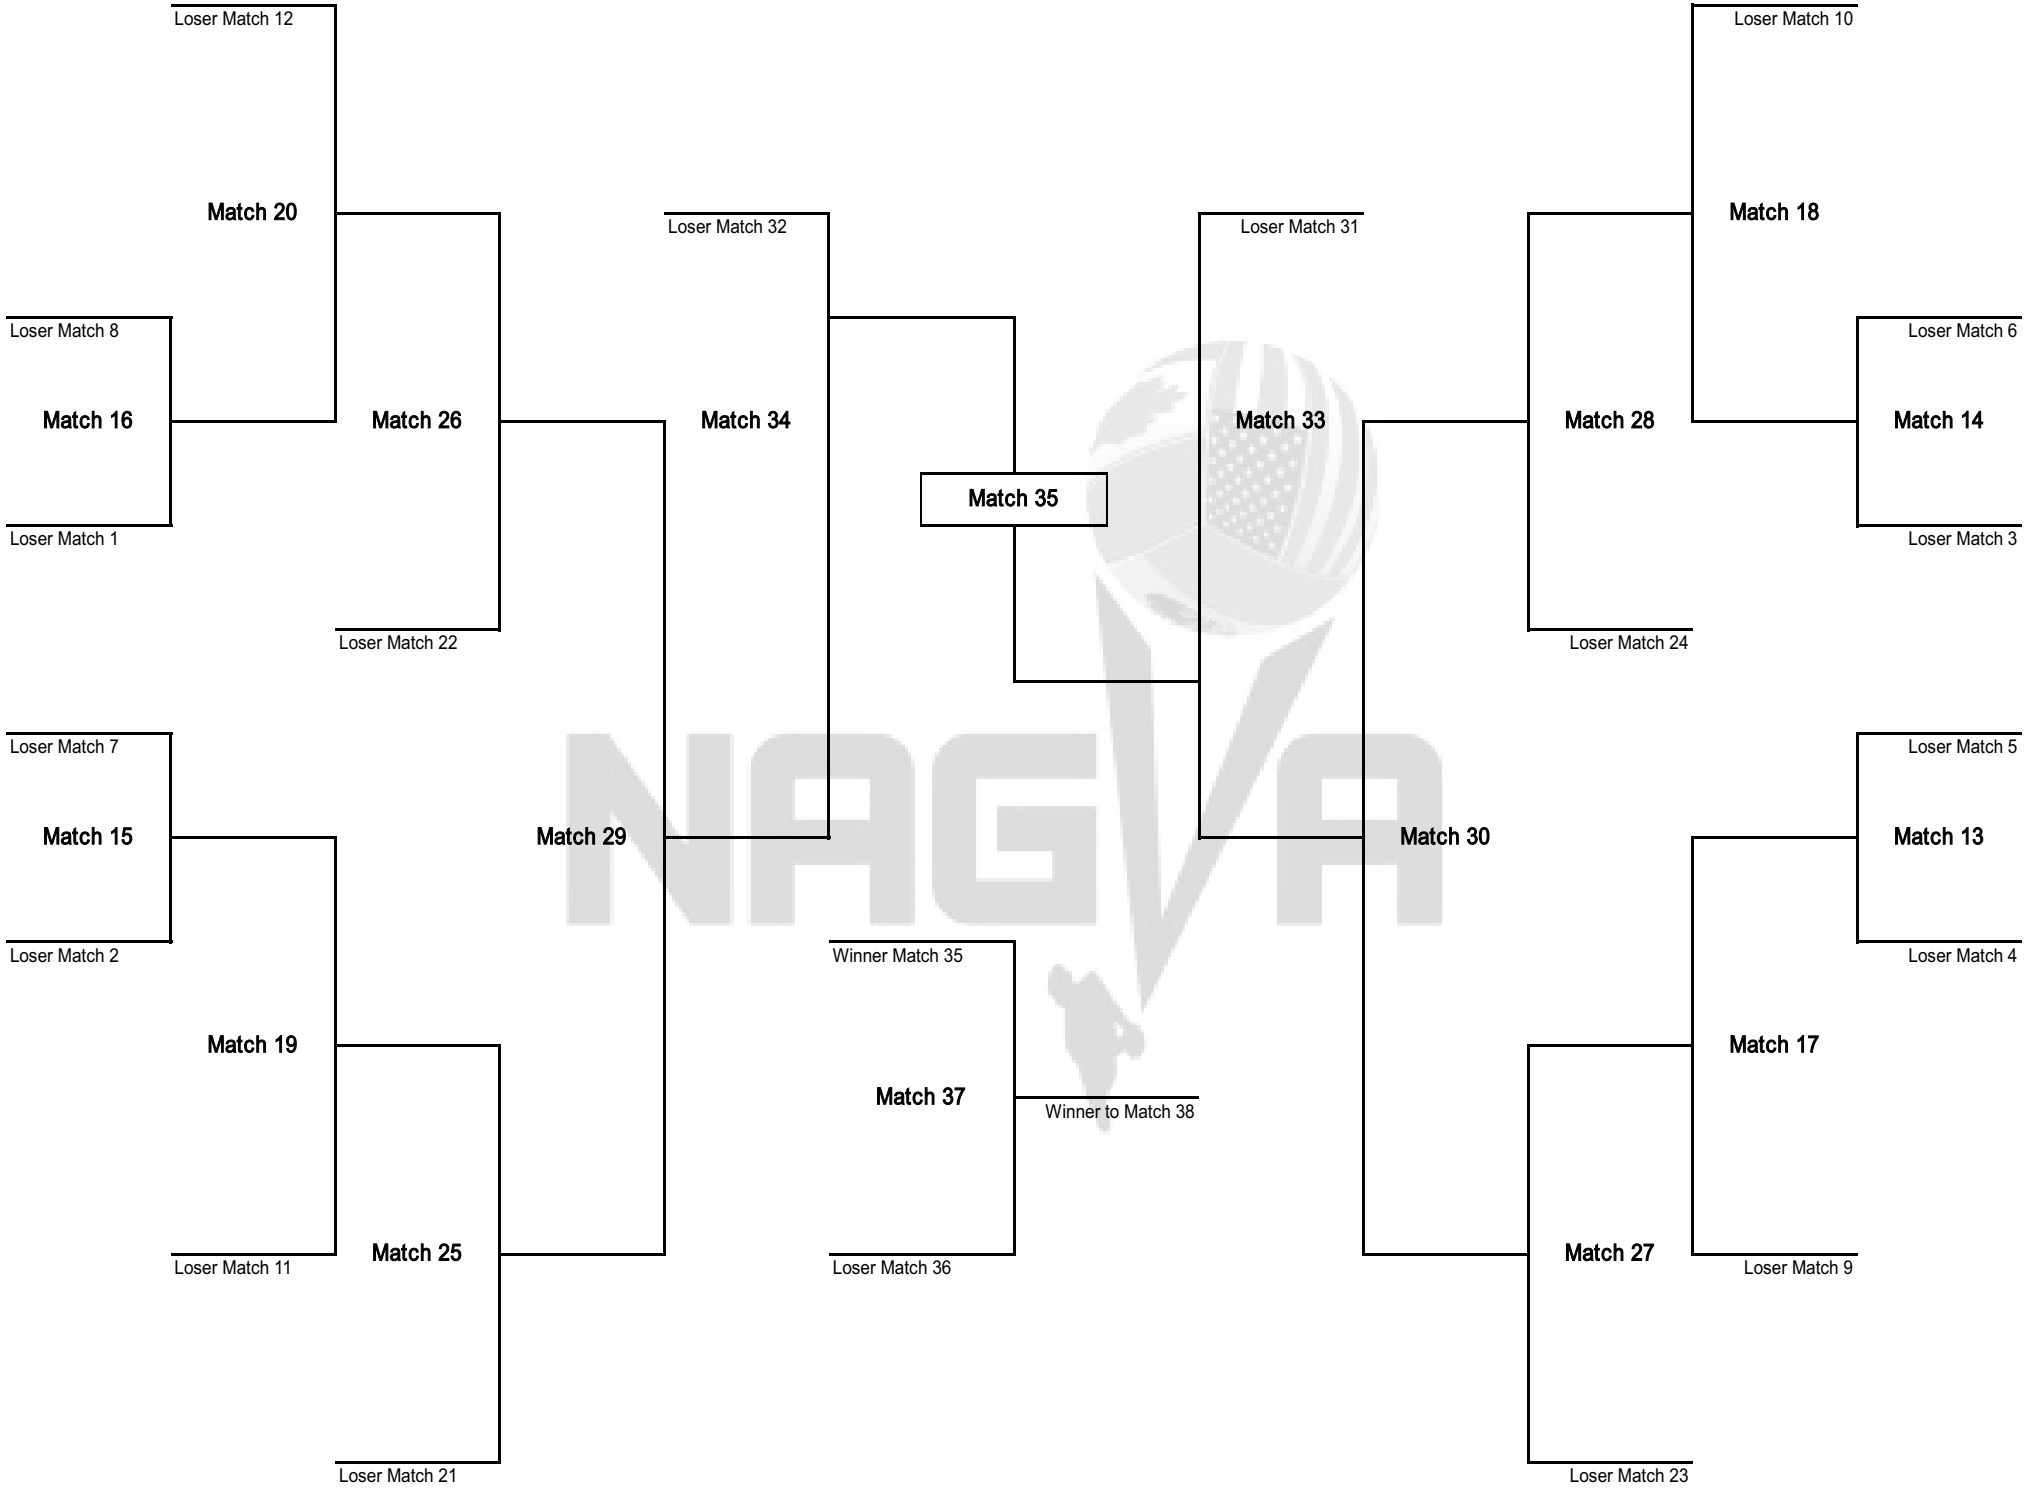 Loser Match 12
Loser Match 10
Match 20
Loser Match 32
Loser Match 31
Match 18
Loser Match 8
Loser Match 6
Match 16
Match 26
Match 34
Match 33
Match 28
Match 14
Match 35
Loser Match 1
Loser Match 3
Loser Match 22
Loser Match 24
Loser Match 7
Loser Match 5
NAGVA
Match 15
Match 29
Match 30
Match 13
Loser Match 2
Winner Match 35
Loser Match 4
Match 19
Match 17
Match 37
Winner to Match 38
Match 25
Match 27
Loser Match 11
Loser Match 36
Loser Match 9
Loser Match 21
Loser Match 23